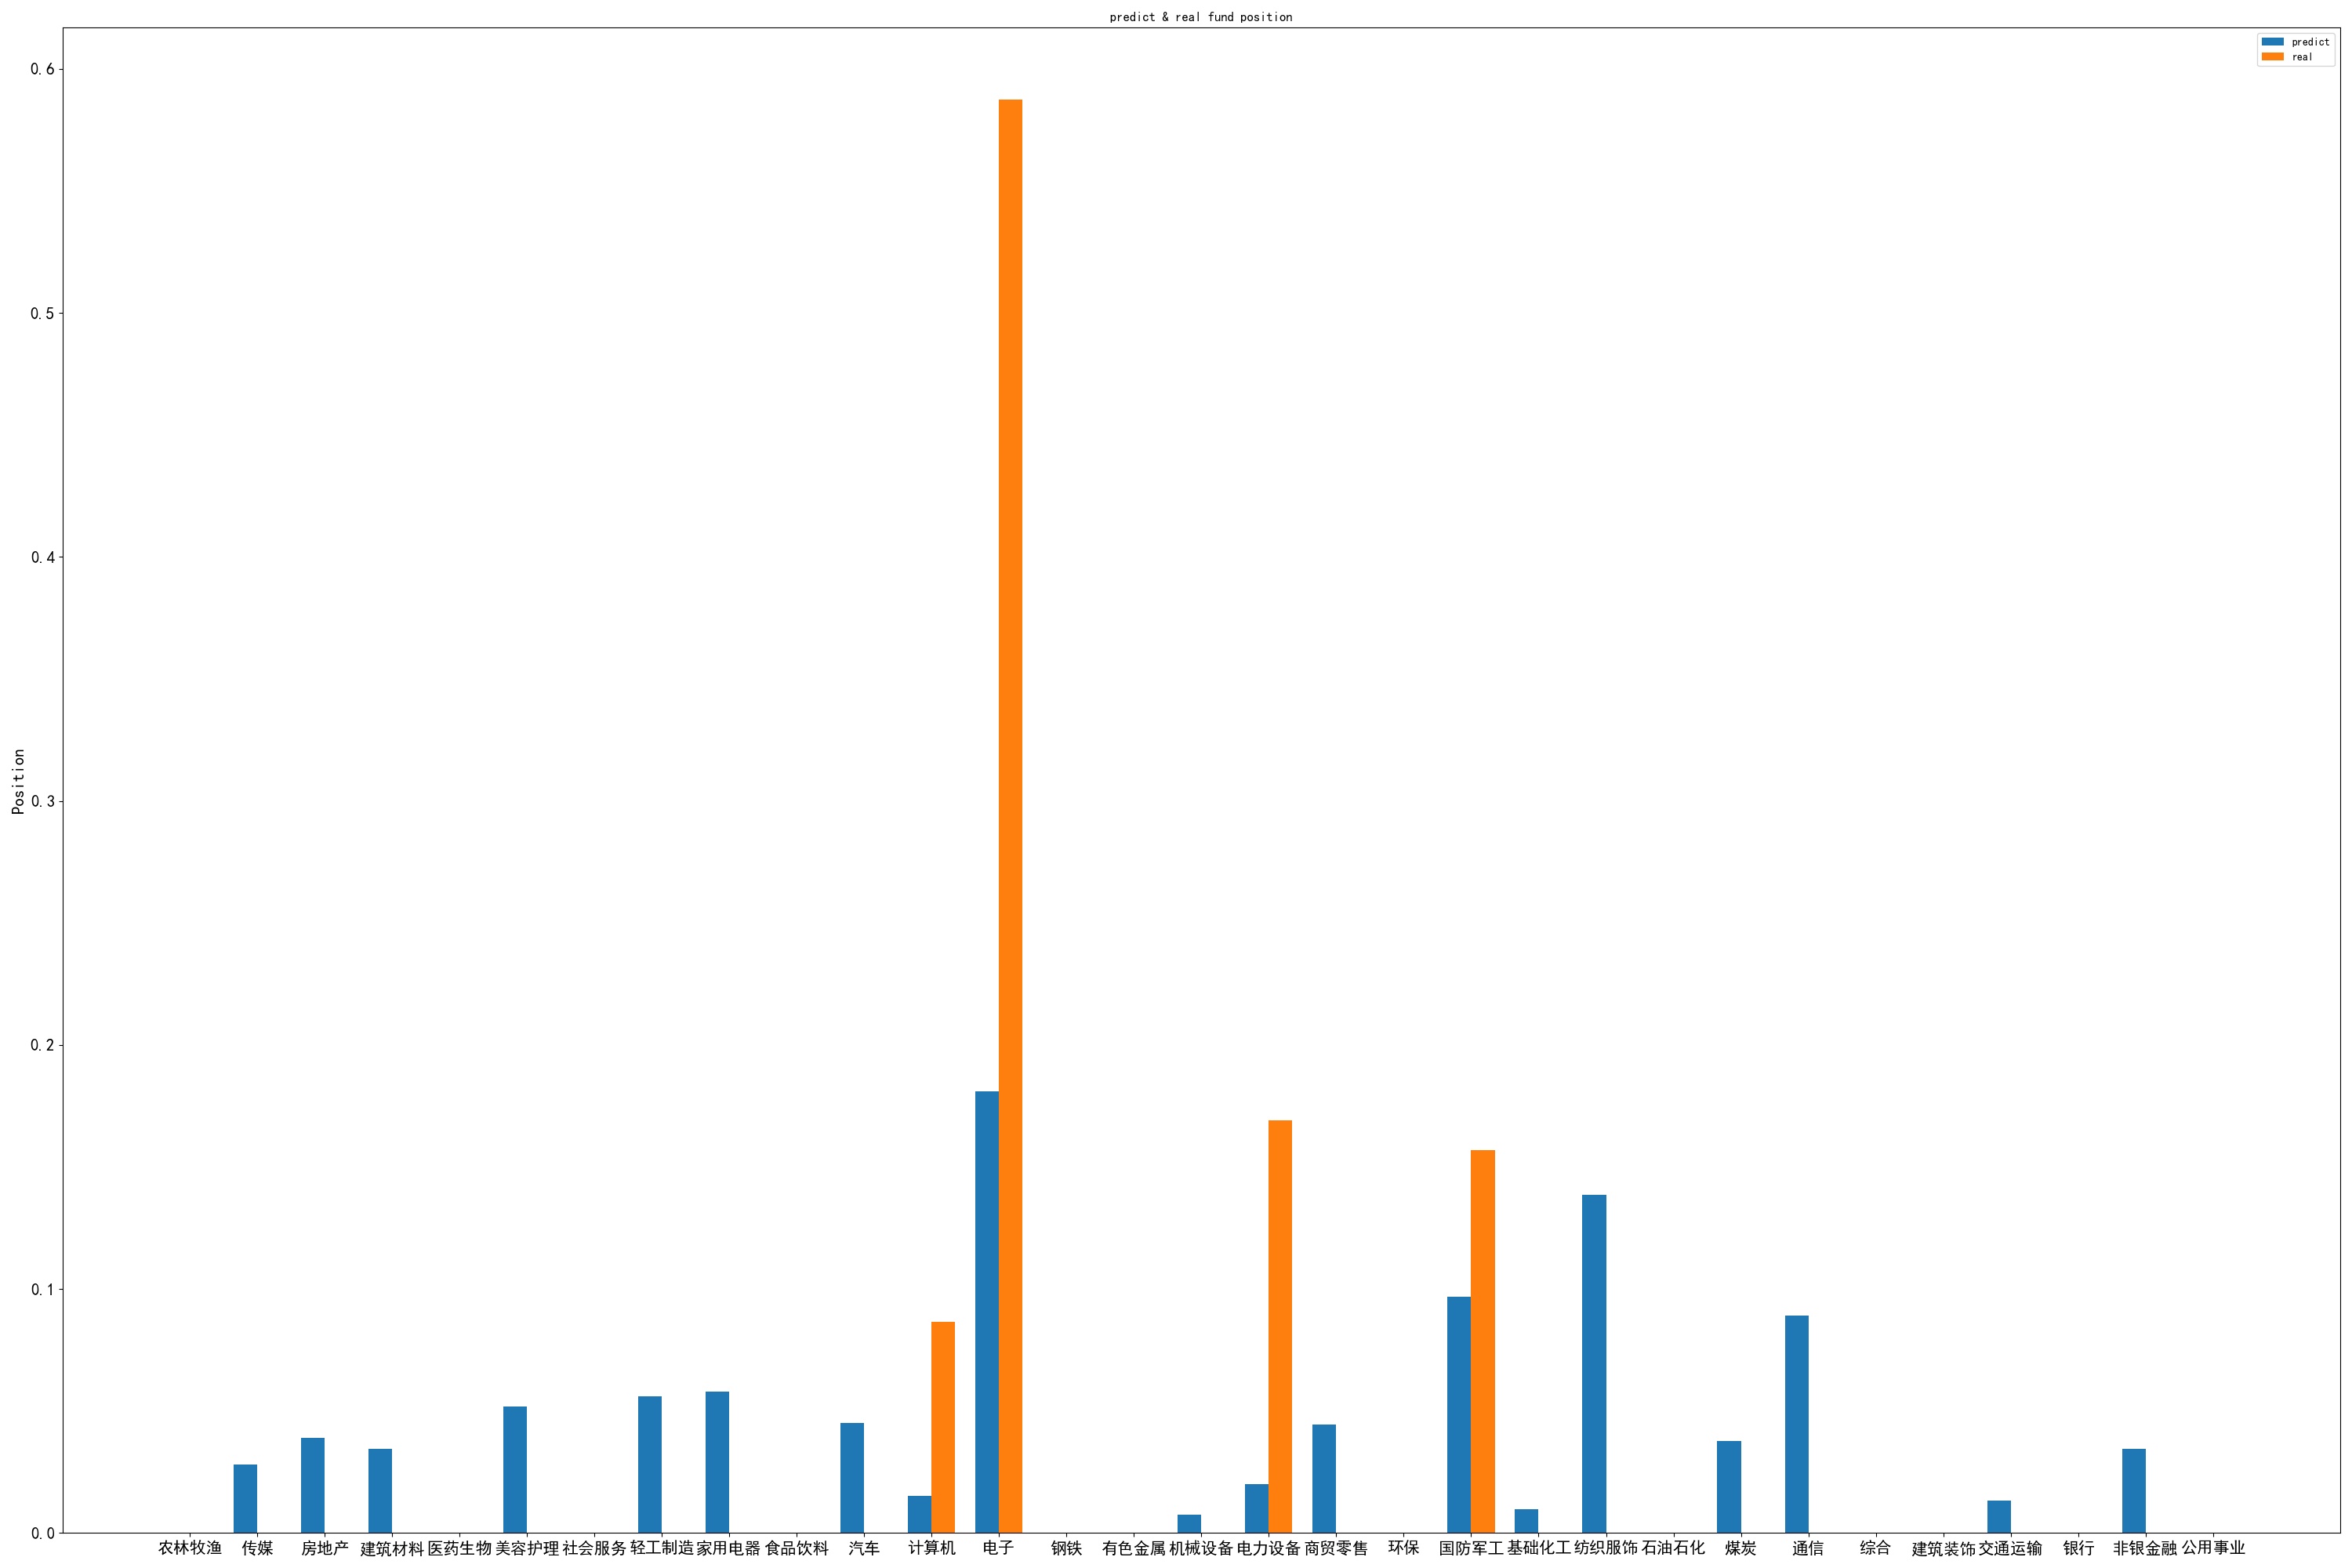 predict & real fund position
predict
real
0.6
0.5
0.4
0.3
0.2
0.1
0.0
Position
农林牧渔 传媒 房地产 建筑材料 医药生物 美容护理 社会服务 轻工制造 家用电器 食品饮料 汽车 计算机 电子 钢铁 有色金属 机械设备 电力设备 商贸零售 环保 国防军工 基础化工 纺织服饰 石油石化 煤炭 通信 综合 建筑装饰 交通运输 银行 非银金融 公用事业